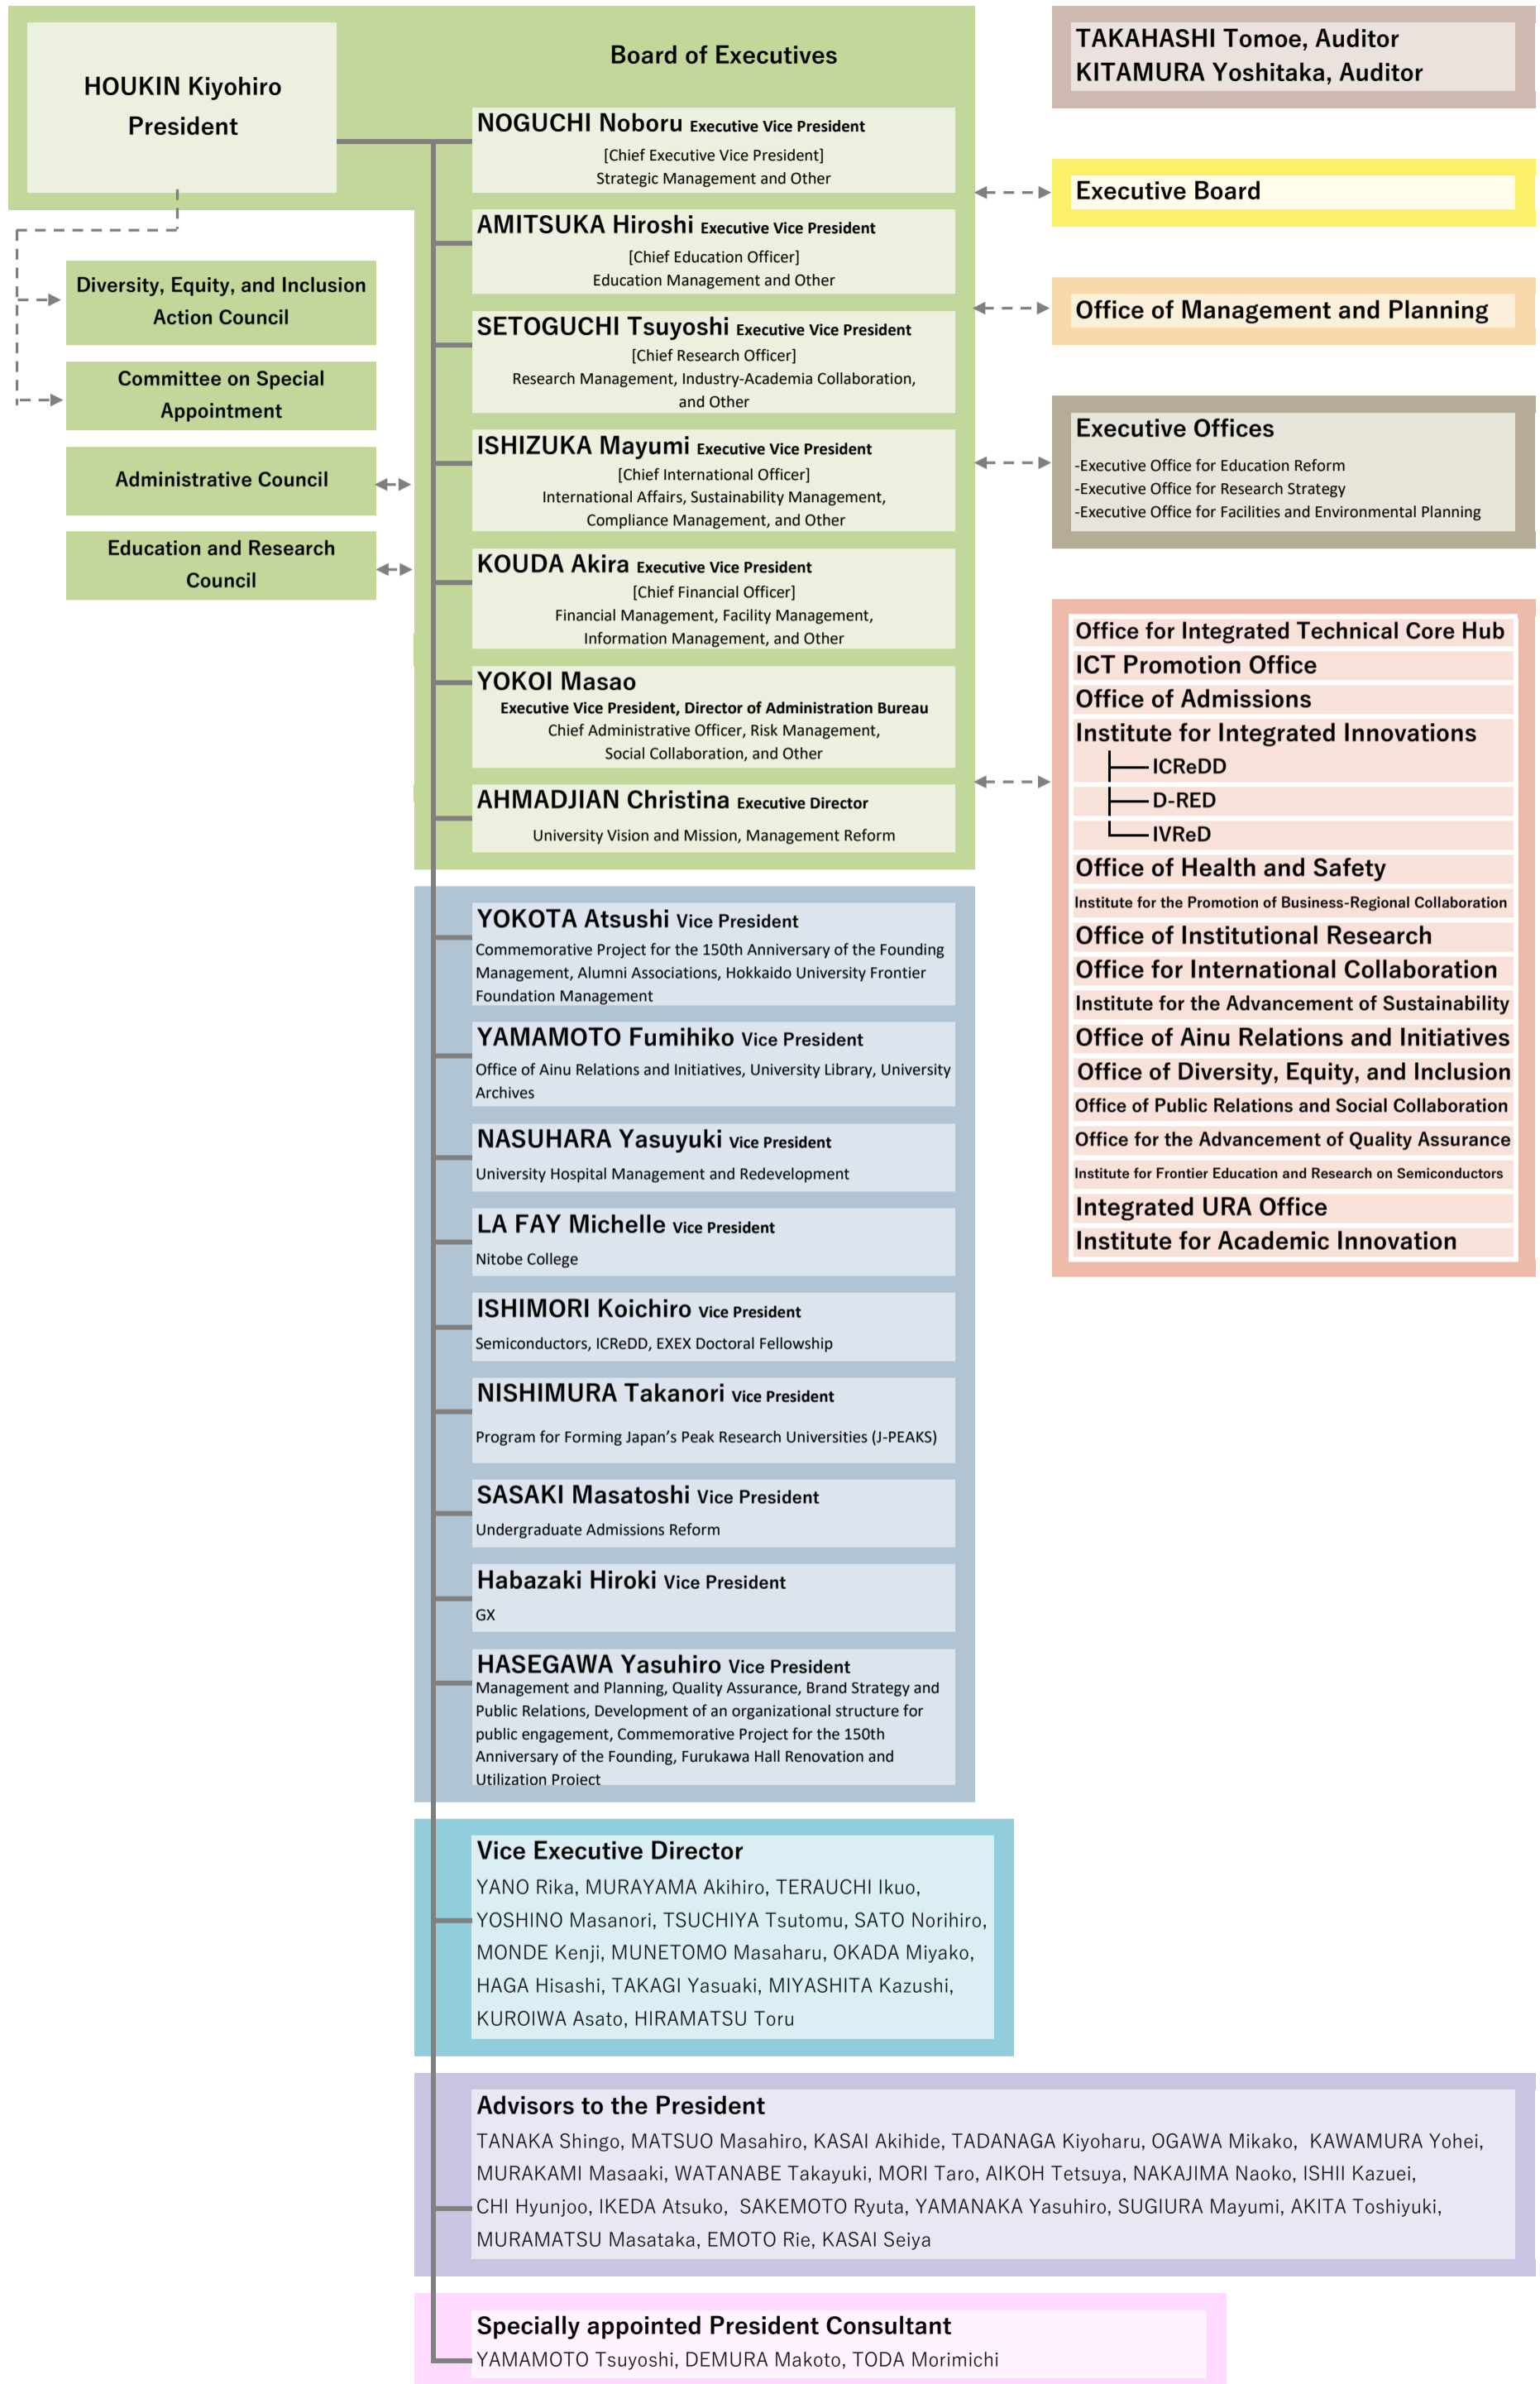 HOUKIN Kiyohiro
President
Board of Executives
NOGUCHI Noboru Executive Vice President
[Chief Executive Vice President]
Strategic Management and Other
AMITSUKA Hiroshi Executive Vice President
[Chief Education Officer]
Education Management and Other
SETOGUCHI Tsuyoshi Executive Vice President
[Chief Research Officer]
Research Management, Industry-Academia Collaboration,
and Other
ISHIZUKA Mayumi Executive Vice President
[Chief International Officer]
International Affairs, Sustainability Management,
Compliance Management, and Other
KOUDA Akira Executive Vice President
[Chief Financial Officer]
Financial Management, Facility Management,
Information Management, and Other
YOKOI Masao
Executive Vice President, Director of Administration Bureau
Chief Administrative Officer, Risk Management,
Social Collaboration, and Other
AHMADJIAN Christina Executive Director
University Vision and Mission, Management Reform
Diversity, Equity, and Inclusion
Action Council
Committee on Special
Appointment
Administrative Council
Education and Research
Council
YOKOTA Atsushi Vice President
Commemorative Project for the 150th Anniversary of the Founding
Management, Alumni Associations, Hokkaido University Frontier
Foundation Management
YAMAMOTO Fumihiko Vice President
Office of Ainu Relations and Initiatives, University Library, University
Archives
NASUHARA Yasuyuki Vice President
University Hospital Management and Redevelopment
LA FAY Michelle Vice President
Nitobe College
ISHIMORI Koichiro Vice President
Semiconductors, ICReDD, EXEX Doctoral Fellowship
NISHIMURA Takanori Vice President
Program for Forming Japan’s Peak Research Universities (J-PEAKS)
SASAKI Masatoshi Vice President
Undergraduate Admissions Reform
Habazaki Hiroki Vice President
GX
HASEGAWA Yasuhiro Vice President
Management and Planning, Quality Assurance, Brand Strategy and
Public Relations, Development of an organizational structure for
public engagement, Commemorative Project for the 150th
Anniversary of the Founding, Furukawa Hall Renovation and
Utilization Project
Vice Executive Director
YANO Rika, MURAYAMA Akihiro, TERAUCHI Ikuo,
YOSHINO Masanori, TSUCHIYA Tsutomu, SATO Norihiro,
MONDE Kenji, MUNETOMO Masaharu, OKADA Miyako,
HAGA Hisashi, TAKAGI Yasuaki, MIYASHITA Kazushi,
KUROIWA Asato, HIRAMATSU Toru
Advisors to the President
TANAKA Shingo, MATSUO Masahiro, KASAI Akihide, TADANAGA Kiyoharu, OGAWA Mikako, KAWAMURA Yohei,
MURAKAMI Masaaki, WATANABE Takayuki, MORI Taro, AIKOH Tetsuya, NAKAJIMA Naoko, ISHII Kazuei,
CHI Hyunjoo, IKEDA Atsuko, SAKEMOTO Ryuta, YAMANAKA Yasuhiro, SUGIURA Mayumi, AKITA Toshiyuki,
MURAMATSU Masataka, EMOTO Rie, KASAI Seiya
Specially appointed President Consultant
YAMAMOTO Tsuyoshi, DEMURA Makoto, TODA Morimichi
TAKAHASHI Tomoe, Auditor
KITAMURA Yoshitaka, Auditor
Executive Board
Office of Management and Planning
Executive Offices
-Executive Office for Education Reform
-Executive Office for Research Strategy
-Executive Office for Facilities and Environmental Planning
Office for Integrated Technical Core Hub
ICT Promotion Office
Office of Admissions
Institute for Integrated Innovations
ICReDD
D-RED
IVReD
Office of Health and Safety
Institute for the Promotion of Business-Regional Collaboration
Office of Institutional Research
Office for International Collaboration
Institute for the Advancement of Sustainability
Office of Ainu Relations and Initiatives
Office of Diversity, Equity, and Inclusion
Office of Public Relations and Social Collaboration
Office for the Advancement of Quality Assurance
Institute for Frontier Education and Research on Semiconductors
Integrated URA Office
Institute for Academic Innovation